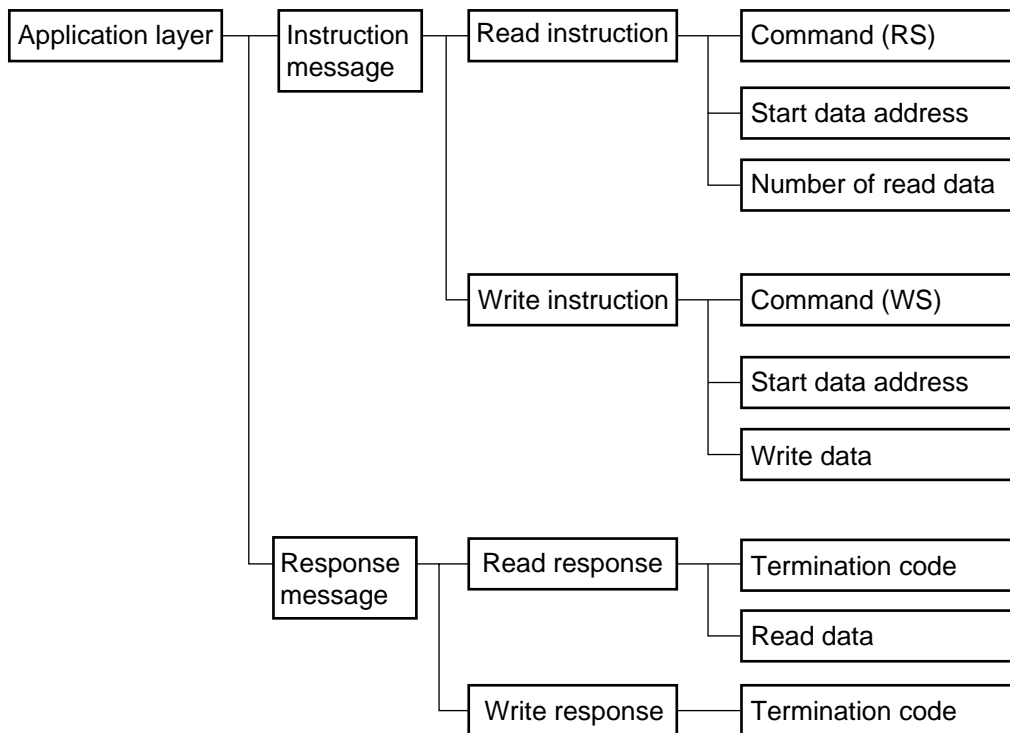 Application layer
Instruction
message
Read instruction
Command (RS)
Start data address
Number of read data
Write instruction
Command (WS)
Start data address
Write data
Response
message
Read response
Termination code
Read data
Write response
Termination code